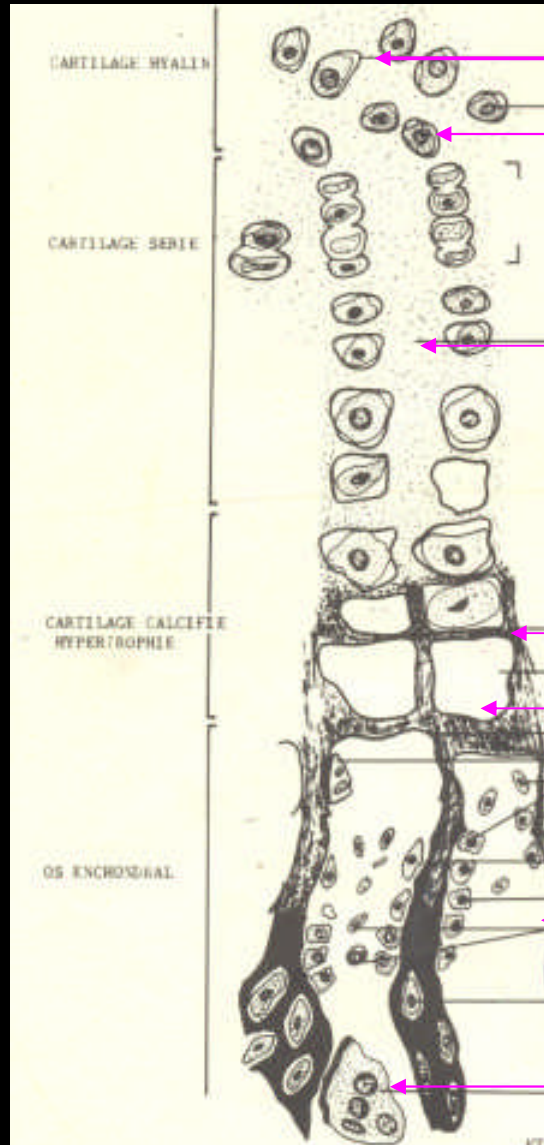 CARTILAGE HYALIN
CARTILAGE SERIE
CARTILAGE CALCIFIE
HYPERTROPHIE
OS ENCHONDRAL